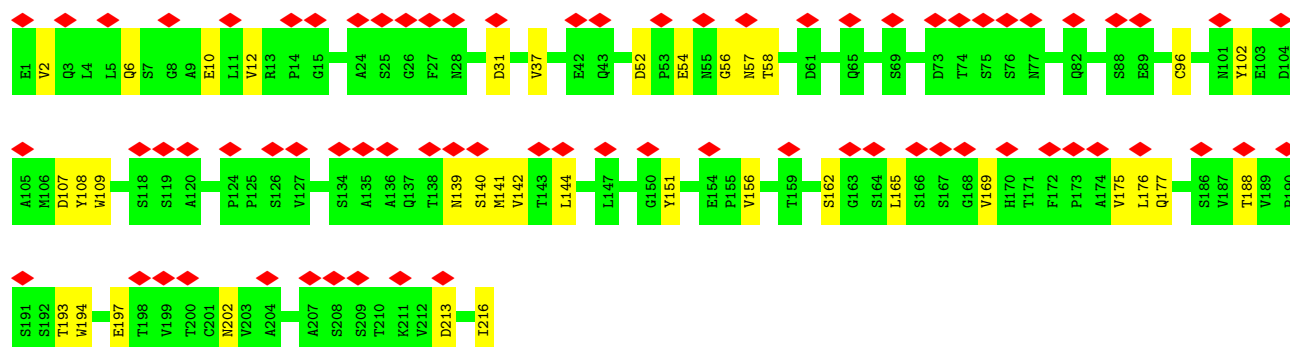 E1 V2 Q3 L4 L5 Q6 S7 G8 A9 E10 L11 V12 R13 P14 G15 A24 S25 G26 F27 N28 D31 V37 E42 Q43 D52 P53 E54 N55 G56 N57 T58 D61 Q65 S69 D73 T74 S75 S76 N77 Q82 S88 E89 C96 N101 Y102 E103 D104
A105 M106 D107 Y108 W109 S118 S119 A120 P124 P125 S126 V127 S134 A135 A136 Q137 T138 N139 S140 M141 V142 T143 L144 L147 G150 Y151 E154 P155 V156 T159 S162 G163 S164 L165 S166 S167 G168 V169 H170 T171 F172 P173 A174 V175 L176 Q177 S186 V187 T188 V189 P190
S191 S192 T193 W194 E197 T198 V199 T200 C201 N202 V203 A204 A207 S208 S209 T210 K211 V212 D213 I216